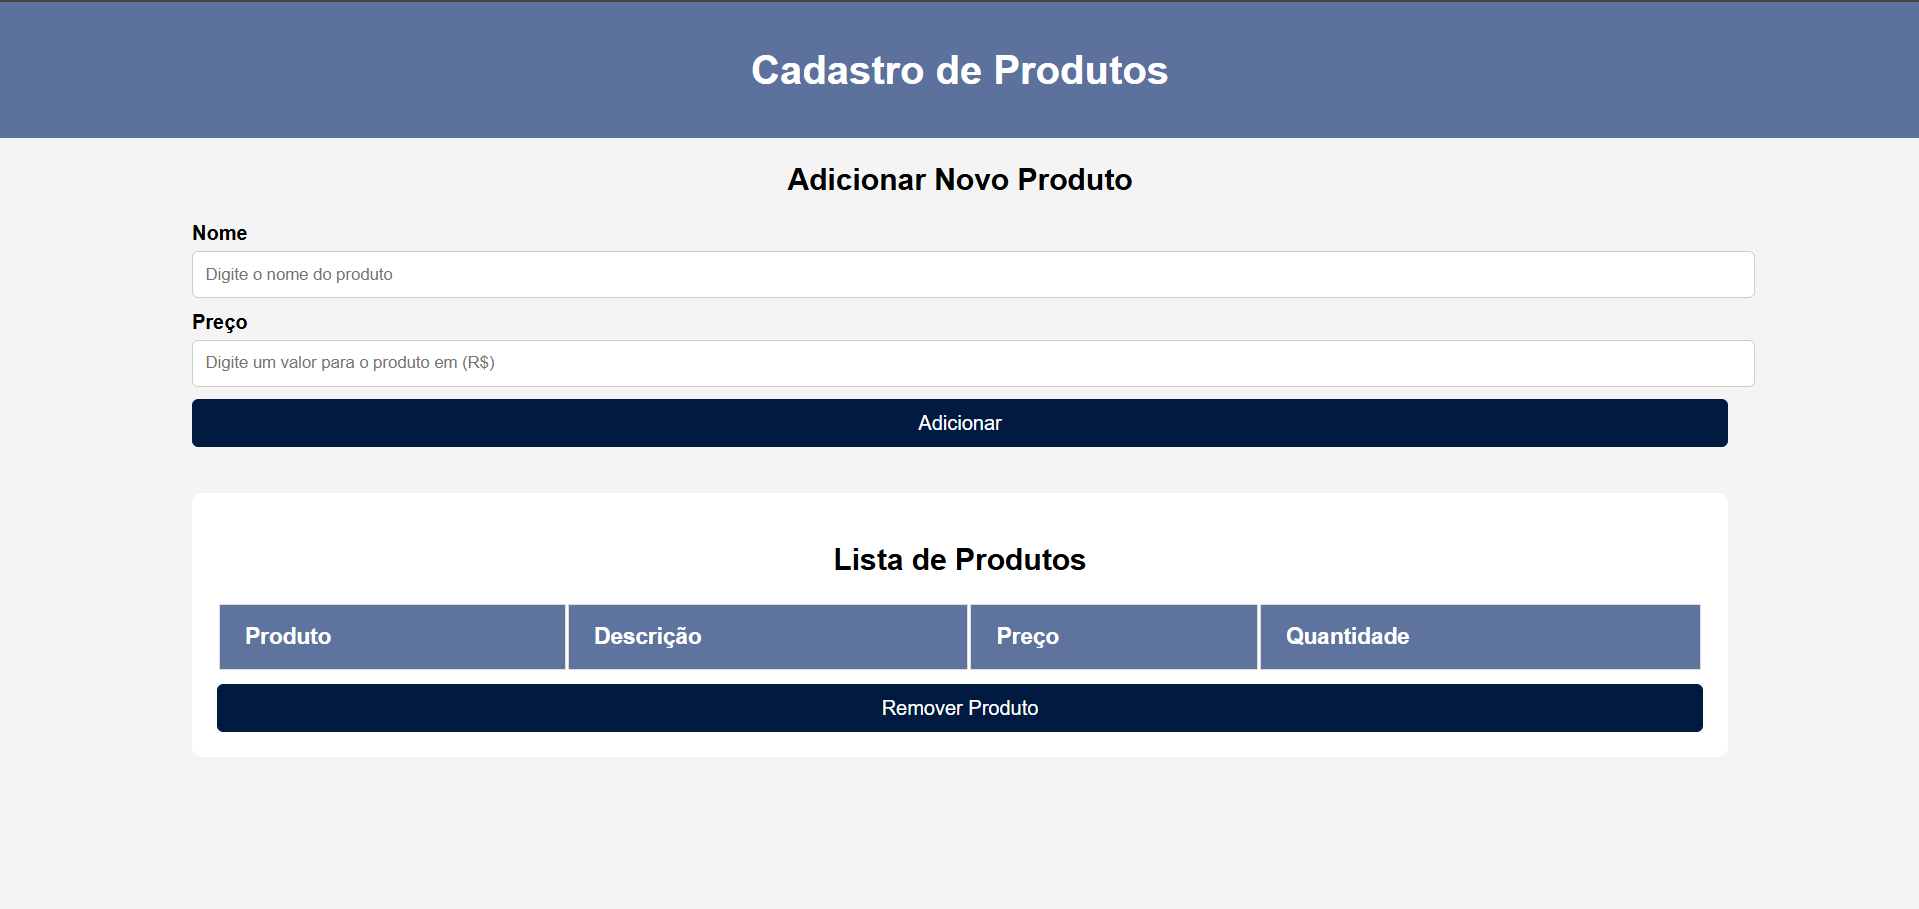 Cadastro de Produtos
Adicionar Novo Produto
Nome
Digite o nome do produto
Preço
Digite um valor para o produto em (R$)
Adicionar
Lista de Produtos
Produto Descrição Preço Quantidade
Remover Produto